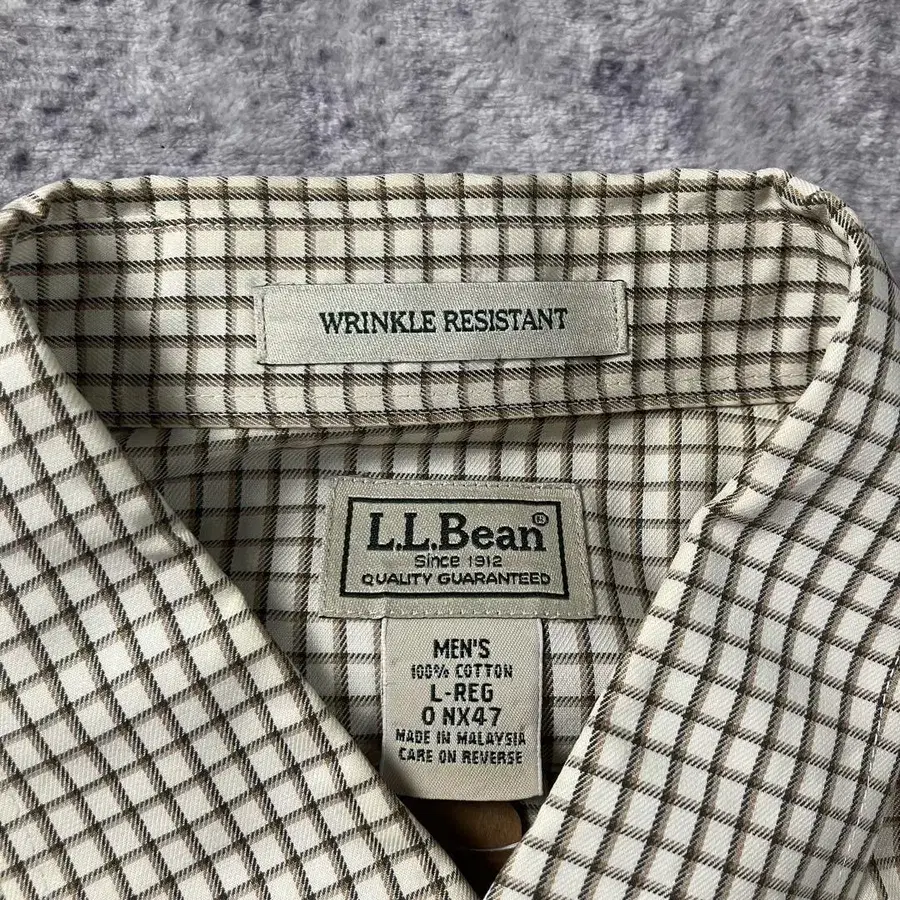 WRINKLE RESISTANT
L.L.Bean®
Since 1912
QUALITY GUARANTEED
MEN'S
100% COTTON
L-REG
0 NX47
MADE IN MALAYSIA
CARE ON REVERSE